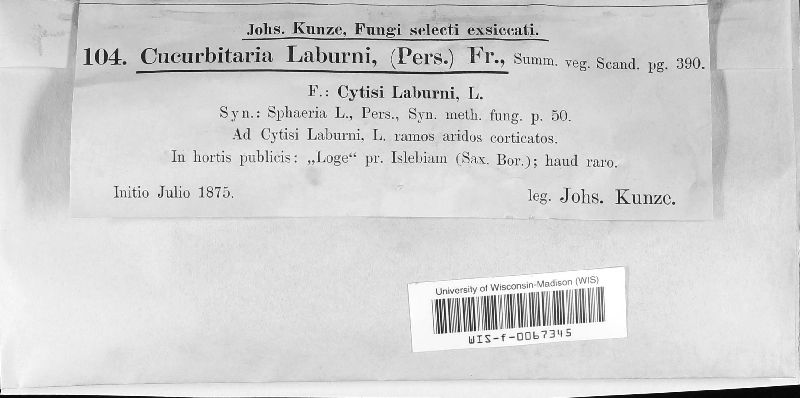 Johs. Kunze, Fungi selecti exsiccati.
104. Cucurbitaria Laburni, (Pers.) Fr., Summ. veg. Scand. pg. 390.
F.: Cytisi Laburni, L.
Syn.: Sphaeria L., Pers., Syn. meth. fung. p. 50.
Ad Cytisi Laburni, L. ramos aridos corticatos.
In hortis publicis: „Loge“ pr. Islebiam (Sax. Bor.); haud raro.
Initio Julio 1875. leg. Johs. Kunze.
University of Wisconsin-Madison (WIS)
WIS-f-0067345